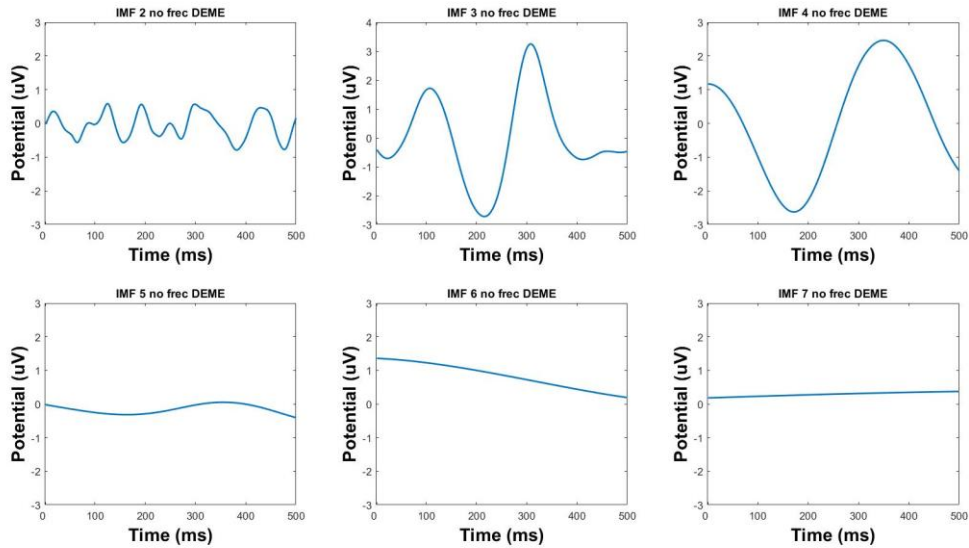 IMF 2 no frec DEME
3
2
1
0
-1
-2
-3
Potential (uV)
0 100 200 300 400 500
Time (ms)
IMF 3 no frec DEME
4
3
2
1
0
-1
-2
-3
Potential (uV)
0 100 200 300 400 500
Time (ms)
IMF 4 no frec DEME
3
2
1
0
-1
-2
-3
Potential (uV)
0 100 200 300 400 500
Time (ms)
IMF 5 no frec DEME
3
2
1
0
-1
-2
-3
Potential (uV)
0 100 200 300 400 500
Time (ms)
IMF 6 no frec DEME
3
2
1
0
-1
-2
-3
Potential (uV)
0 100 200 300 400 500
Time (ms)
IMF 7 no frec DEME
3
2
1
0
-1
-2
-3
Potential (uV)
0 100 200 300 400 500
Time (ms)